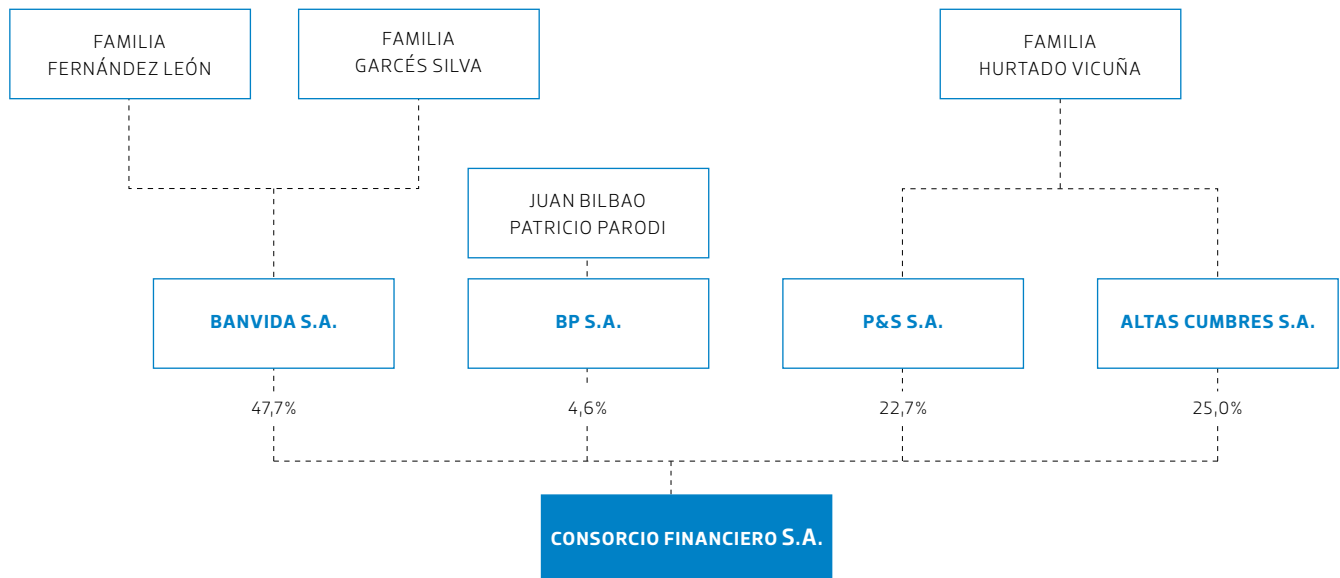 FAMILIA
FERNÁNDEZ LEÓN
FAMILIA
GARCÉS SILVA
FAMILIA
HURTADO VICUÑA
JUAN BILBAO
PATRICIO PARODI
BANVIDA S.A.
BP S.A.
P&S S.A.
ALTAS CUMBRES S.A.
47,7%
4,6%
22,7%
25,0%
CONSORCIO FINANCIERO S.A.